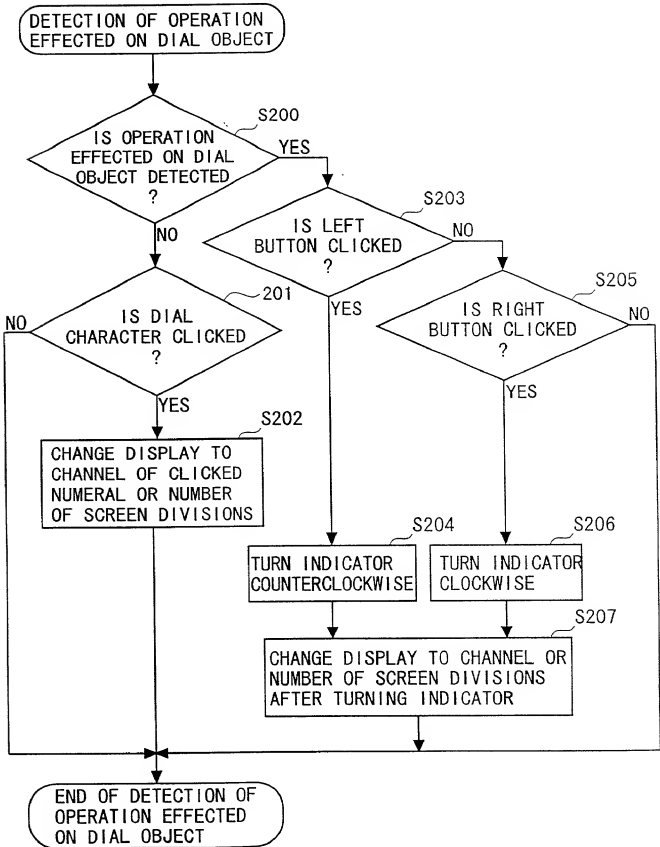 DETECTION OF OPERATION
EFFECTED ON DIAL OBJECT
S200
IS OPERATION
EFFECTED ON DIAL
OBJECT DETECTED
?
YES
NO
S203
IS LEFT
BUTTON CLICKED
?
NO
YES
201
IS DIAL
CHARACTER CLICKED
?
NO
YES
S205
IS RIGHT
BUTTON CLICKED
?
NO
YES
S202
CHANGE DISPLAY TO
CHANNEL OF CLICKED
NUMERAL OR NUMBER
OF SCREEN DIVISIONS
S204
TURN INDICATOR
COUNTERCLOCKWISE
S206
TURN INDICATOR
CLOCKWISE
S207
CHANGE DISPLAY TO CHANNEL OR
NUMBER OF SCREEN DIVISIONS
AFTER TURNING INDICATOR
END OF DETECTION OF
OPERATION EFFECTED
ON DIAL OBJECT